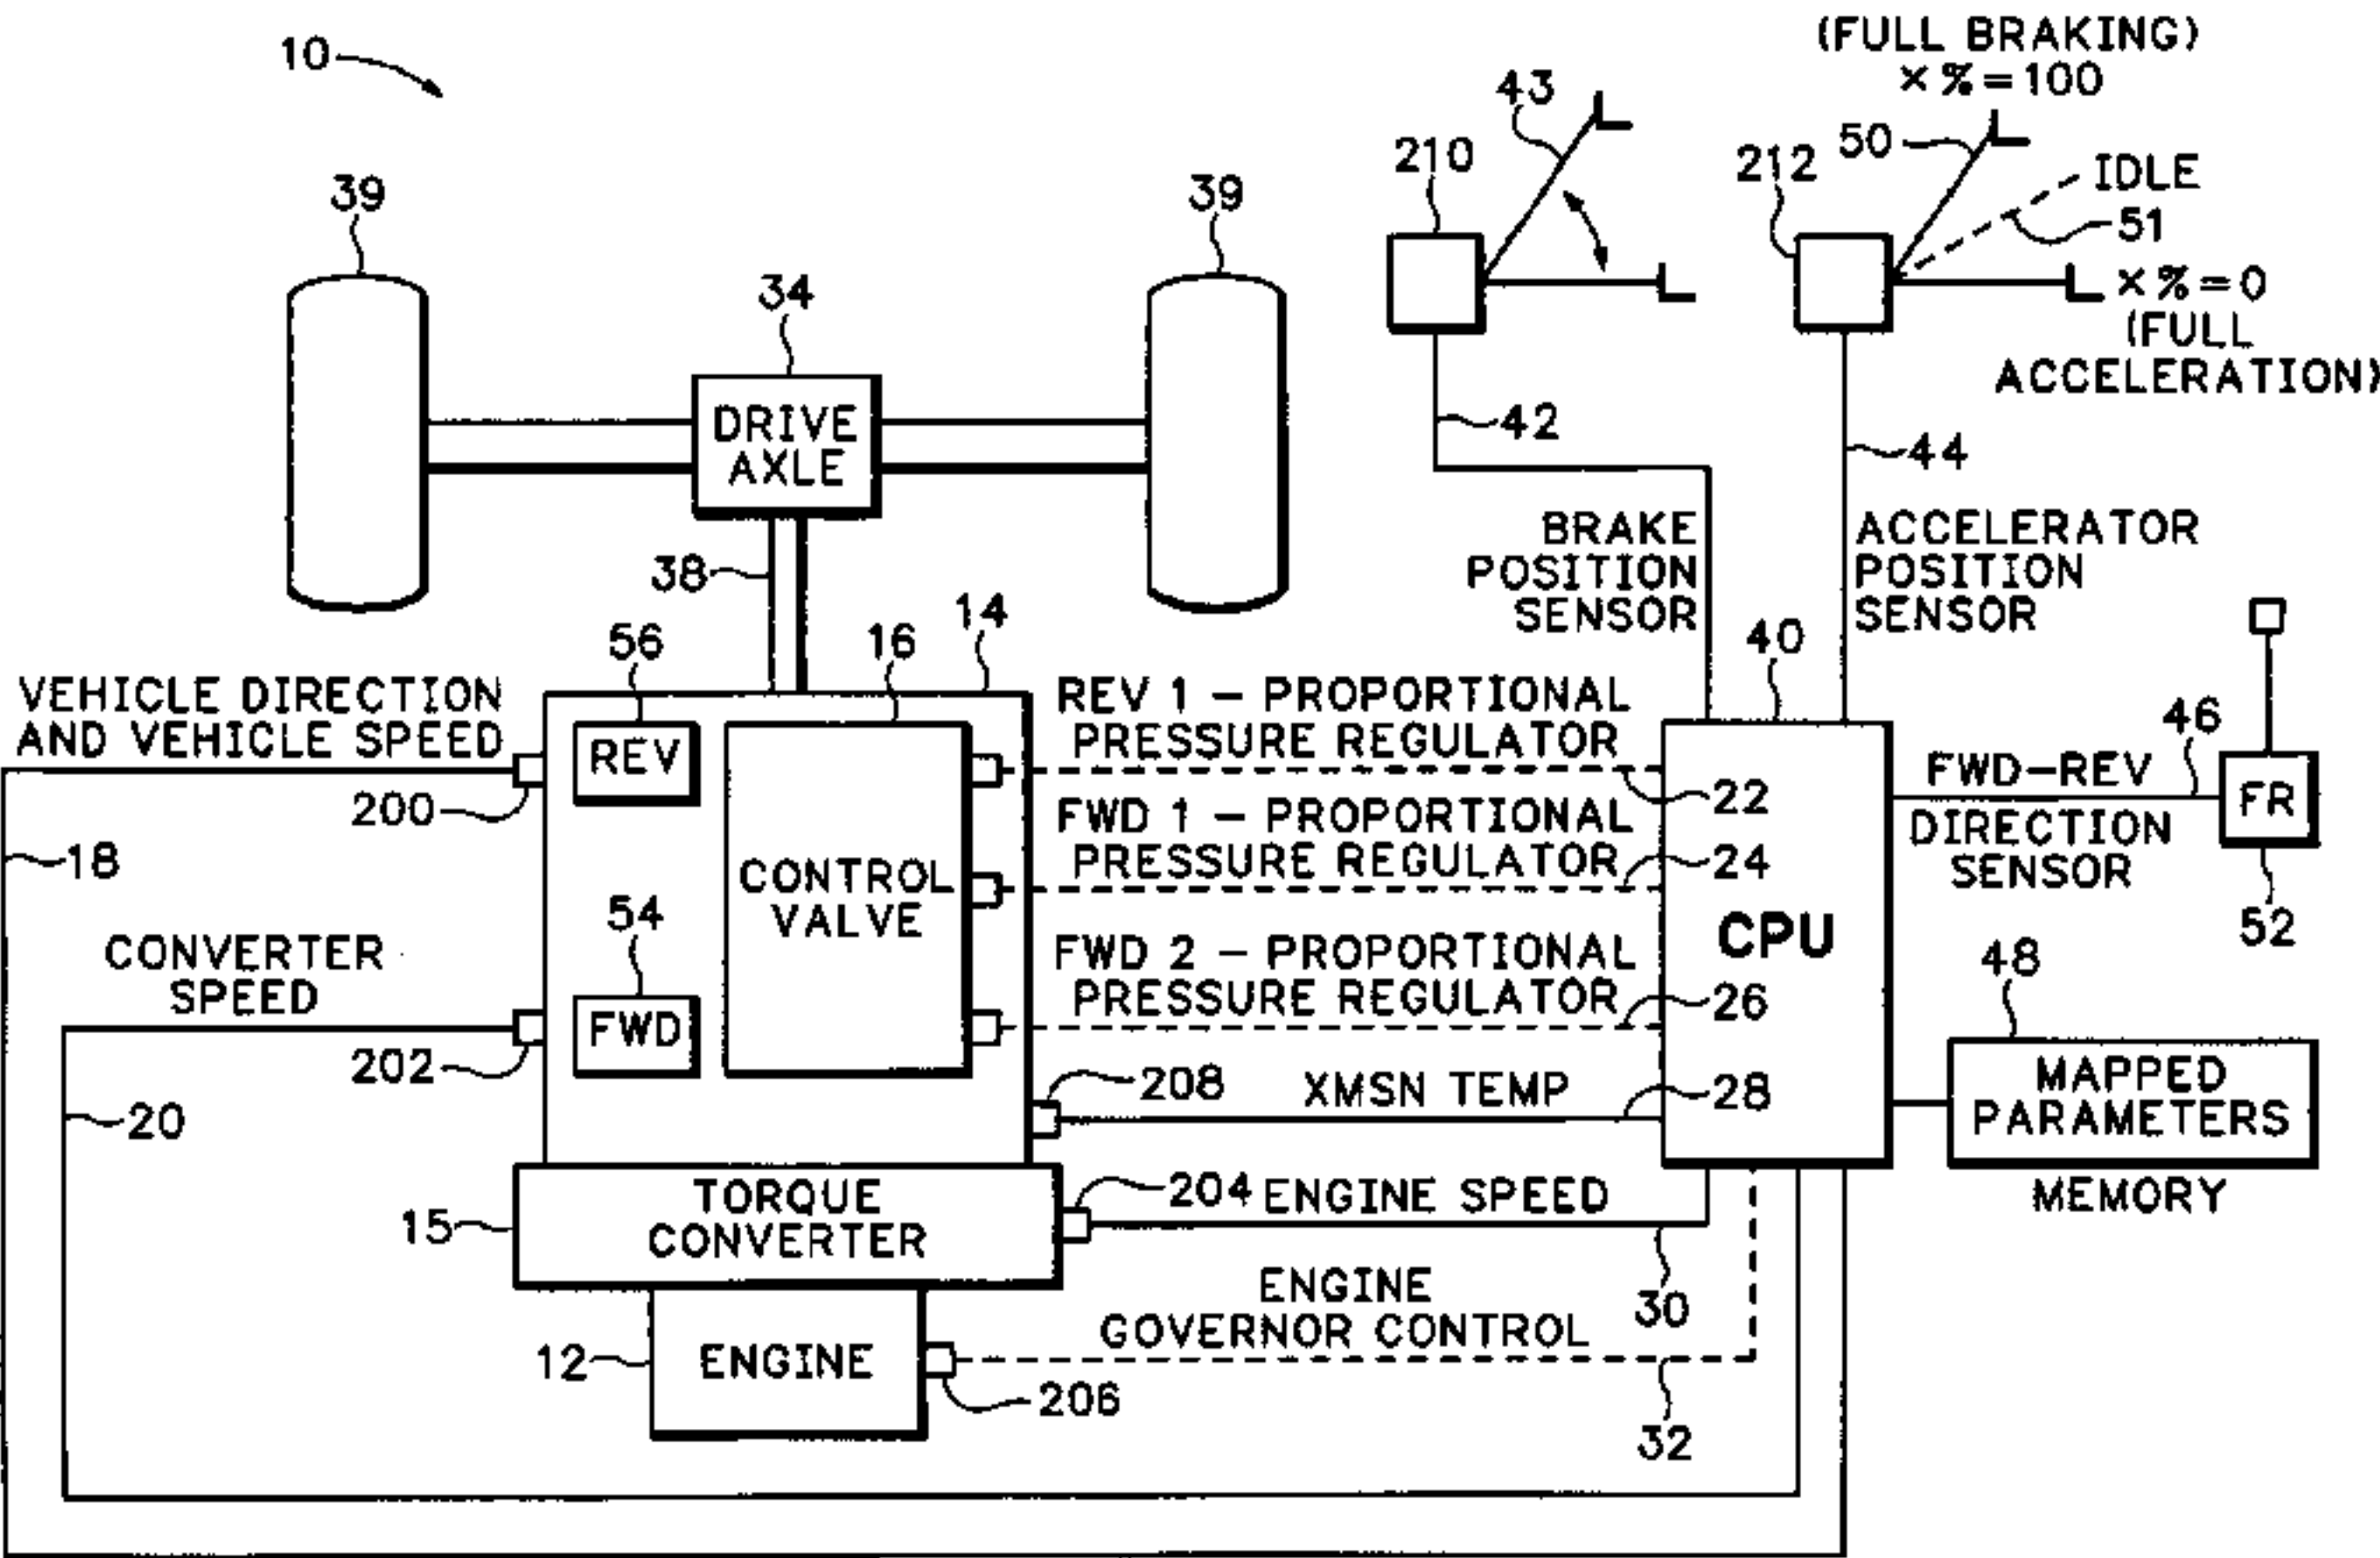 (FULL BRAKING)
× % = 100
10
43
50
210
212
IDLE
51
39
39
34
× % = 0
(FULL
ACCELERATION)
DRIVE
AXLE
42
44
38
BRAKE
POSITION
SENSOR
ACCELERATOR
POSITION
SENSOR
56
16
14
40
VEHICLE DIRECTION
AND VEHICLE SPEED
REV
REV 1 – PROPORTIONAL
PRESSURE REGULATOR
46
FWD–REV
DIRECTION
SENSOR
FR
200
22
18
FWD 1 – PROPORTIONAL
PRESSURE REGULATOR
24
CONTROL
VALVE
CPU
52
54
CONVERTER
SPEED
FWD
FWD 2 – PROPORTIONAL
PRESSURE REGULATOR
26
48
202
208
XMSN TEMP
28
MAPPED
PARAMETERS
MEMORY
20
TORQUE
CONVERTER
15
204
ENGINE SPEED
30
ENGINE
GOVERNOR CONTROL
12
ENGINE
206
32